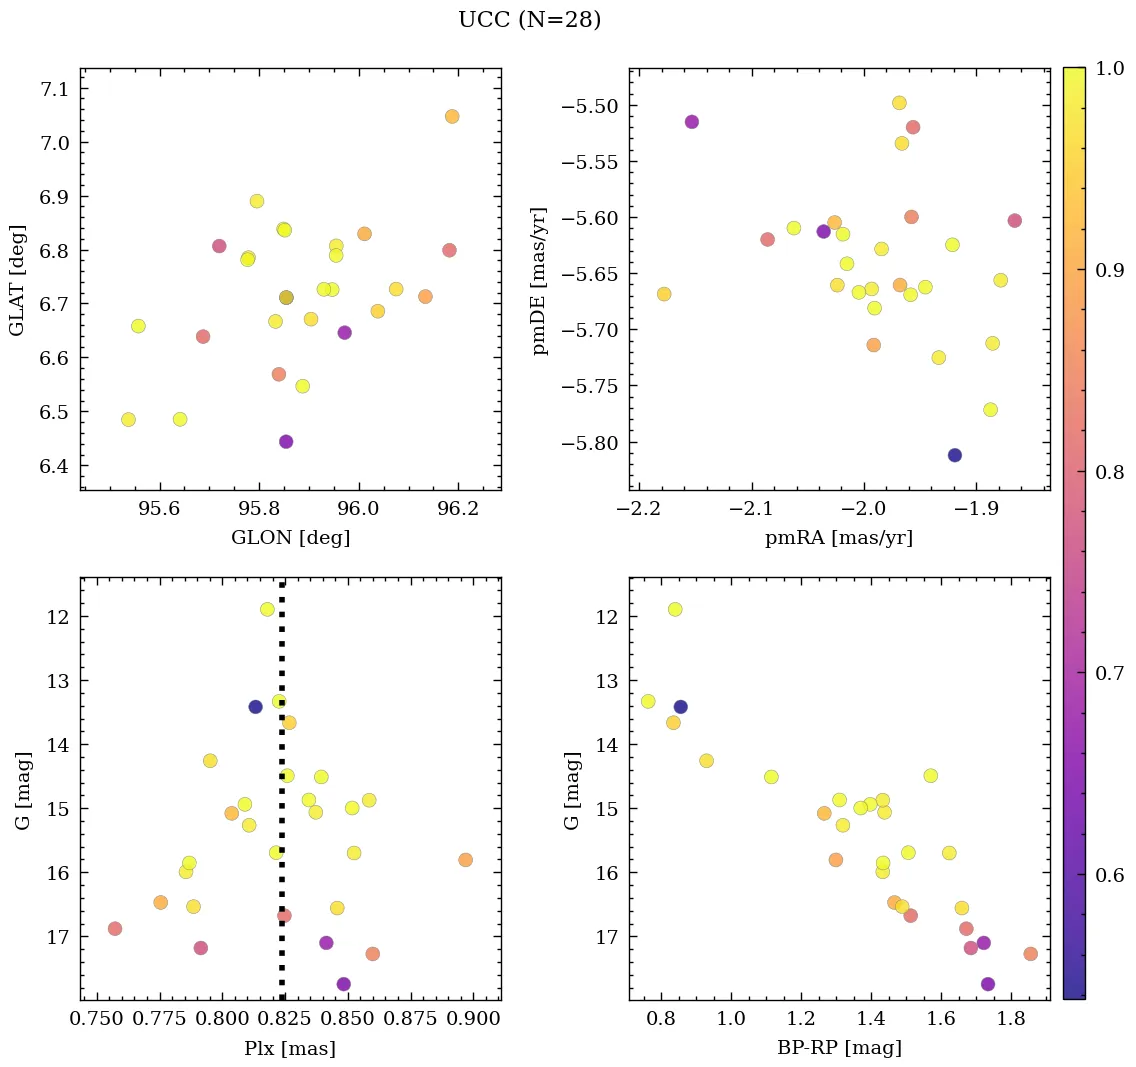 UCC (N=28)
7.1
7.0
6.9
6.8
6.7
6.6
6.5
6.4
GLAT [deg]
95.6 95.8 96.0 96.2
GLON [deg]
−5.50
−5.55
−5.60
−5.65
−5.70
−5.75
−5.80
pmDE [mas/yr]
−2.2 −2.1 −2.0 −1.9
pmRA [mas/yr]
12
13
14
15
16
17
G [mag]
0.750 0.775 0.800 0.825 0.850 0.875 0.900
Plx [mas]
12
13
14
15
16
17
G [mag]
0.8 1.0 1.2 1.4 1.6 1.8
BP-RP [mag]
1.0
0.9
0.8
0.7
0.6